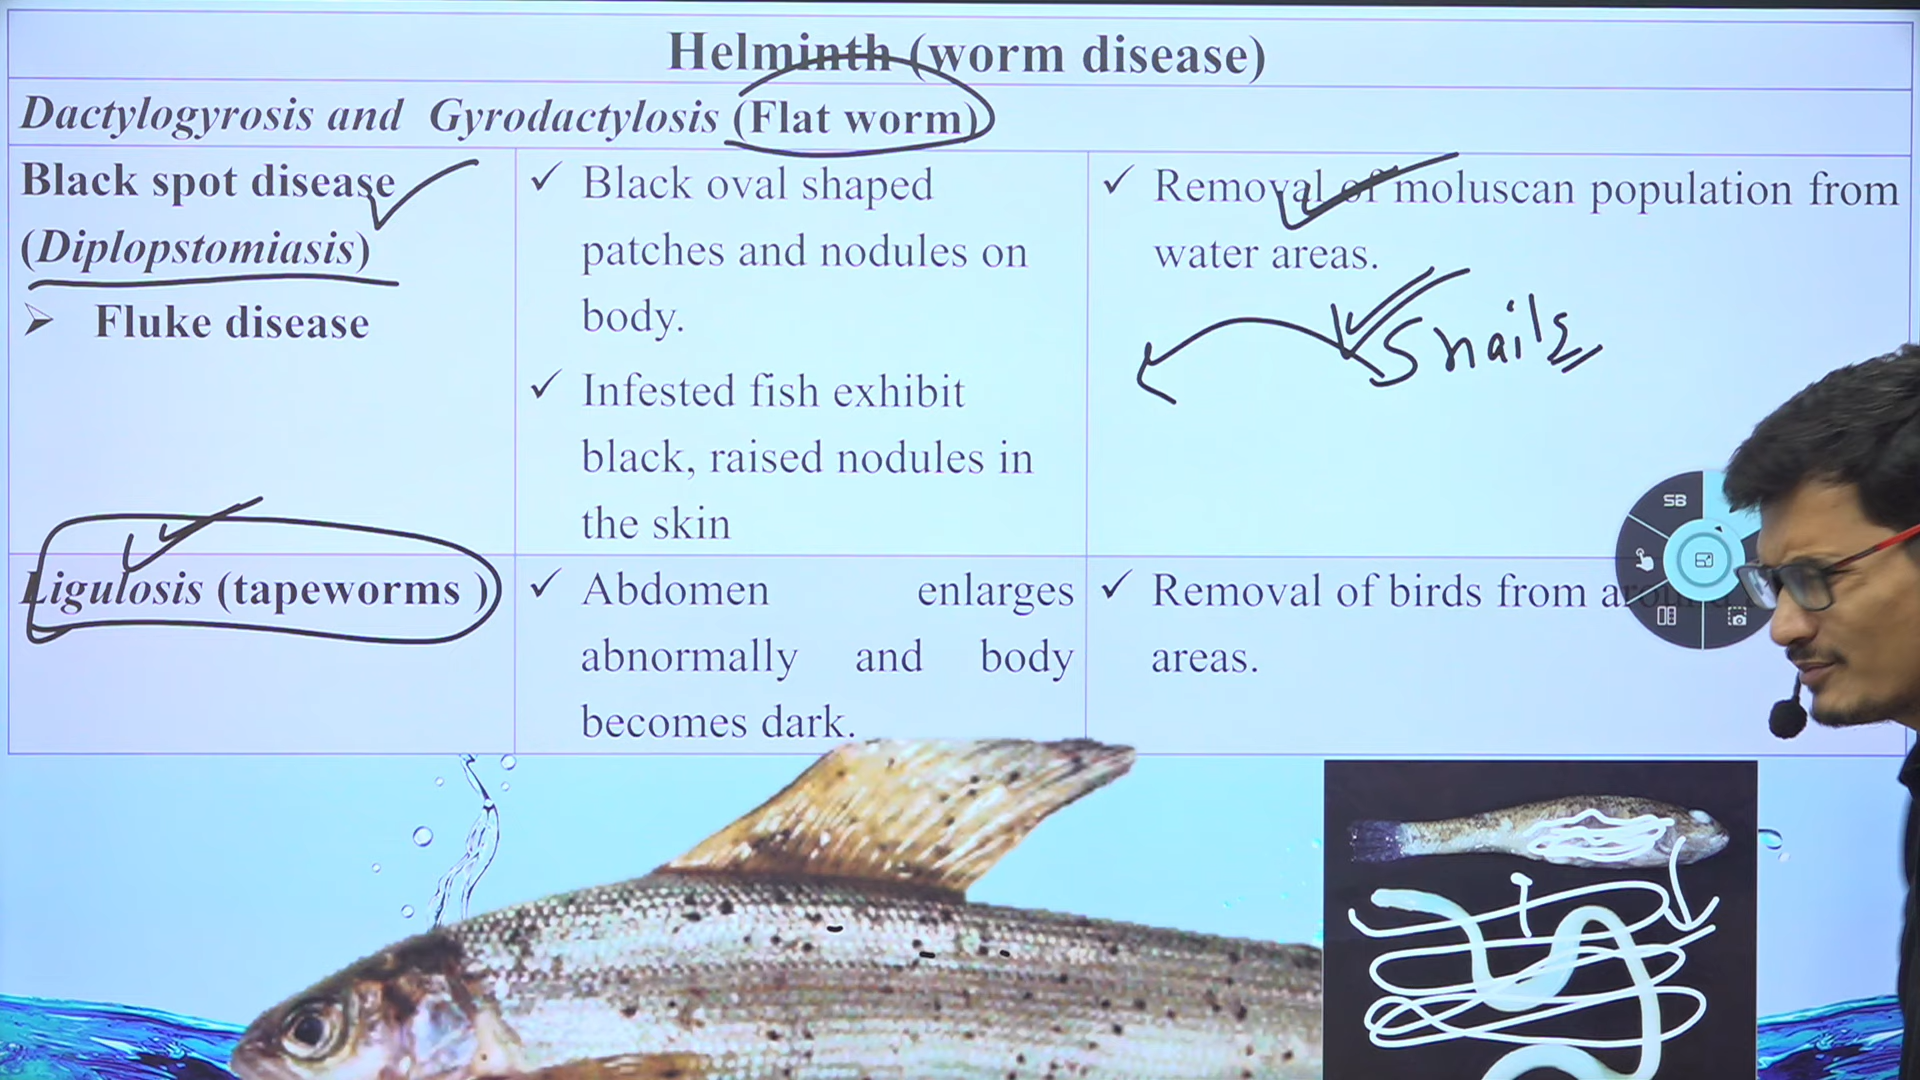 Helminth (worm disease)
Dactylogyrosis and Gyrodactylosis (Flat worm)
Black spot disease
(Diplopstomiasis)
➢ Fluke disease
✓ Black oval shaped
patches and nodules on
body.
✓ Infested fish exhibit
black, raised nodules in
the skin
✓ Removal of moluscan population from
water areas.
Snails
Ligulosis (tapeworms )
✓ Abdomen enlarges
abnormally and body
becomes dark.
✓ Removal of birds from around
areas.
SB